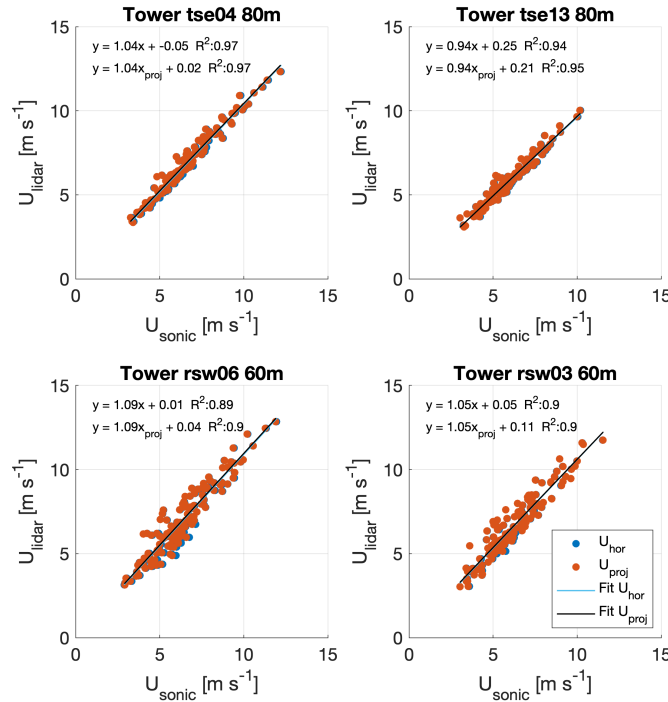 Tower tse04 80m
y = 1.04x + -0.05 R²:0.97
y = 1.04x_proj + 0.02 R²:0.97
15
10
5
0
U_lidar [m s⁻¹]
0 5 10 15
U_sonic [m s⁻¹]
Tower tse13 80m
y = 0.94x + 0.25 R²:0.94
y = 0.94x_proj + 0.21 R²:0.95
15
10
5
0
U_lidar [m s⁻¹]
0 5 10 15
U_sonic [m s⁻¹]
Tower rsw06 60m
y = 1.09x + 0.01 R²:0.89
y = 1.09x_proj + 0.04 R²:0.9
15
10
5
0
U_lidar [m s⁻¹]
0 5 10 15
U_sonic [m s⁻¹]
Tower rsw03 60m
y = 1.05x + 0.05 R²:0.9
y = 1.05x_proj + 0.11 R²:0.9
15
10
5
0
U_lidar [m s⁻¹]
U_hor
U_proj
Fit U_hor
Fit U_proj
0 5 10 15
U_sonic [m s⁻¹]